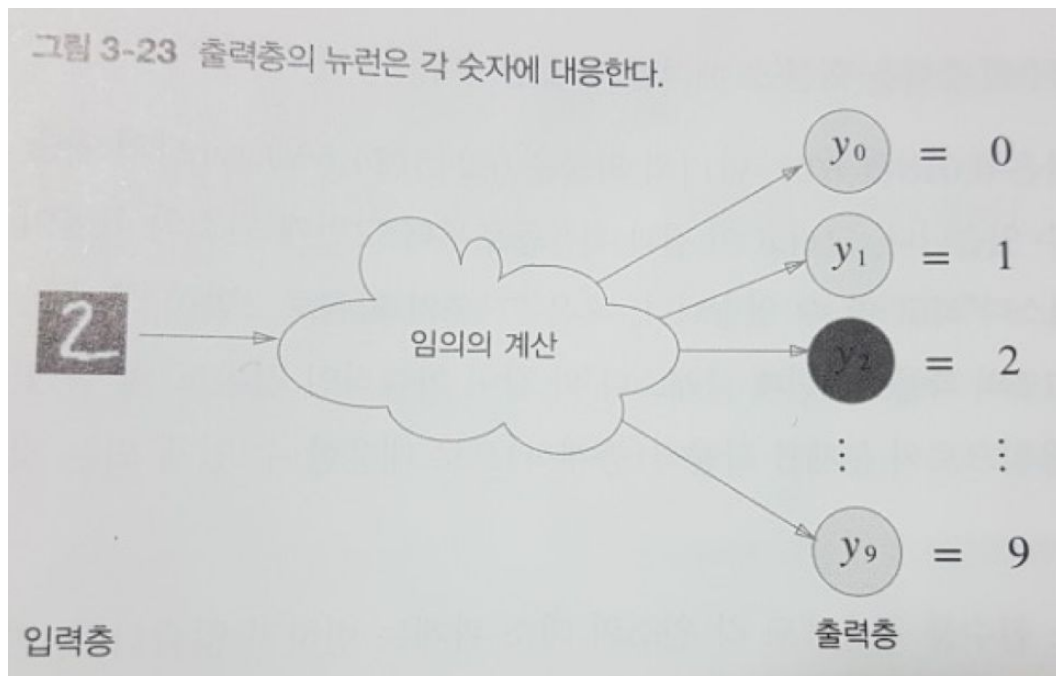 그림 3-23 출력층의 뉴런은 각 숫자에 대응한다.
y0 = 0
y1 = 1
2
임의의 계산
y2 = 2
⋮ ⋮
y9 = 9
입력층
출력층